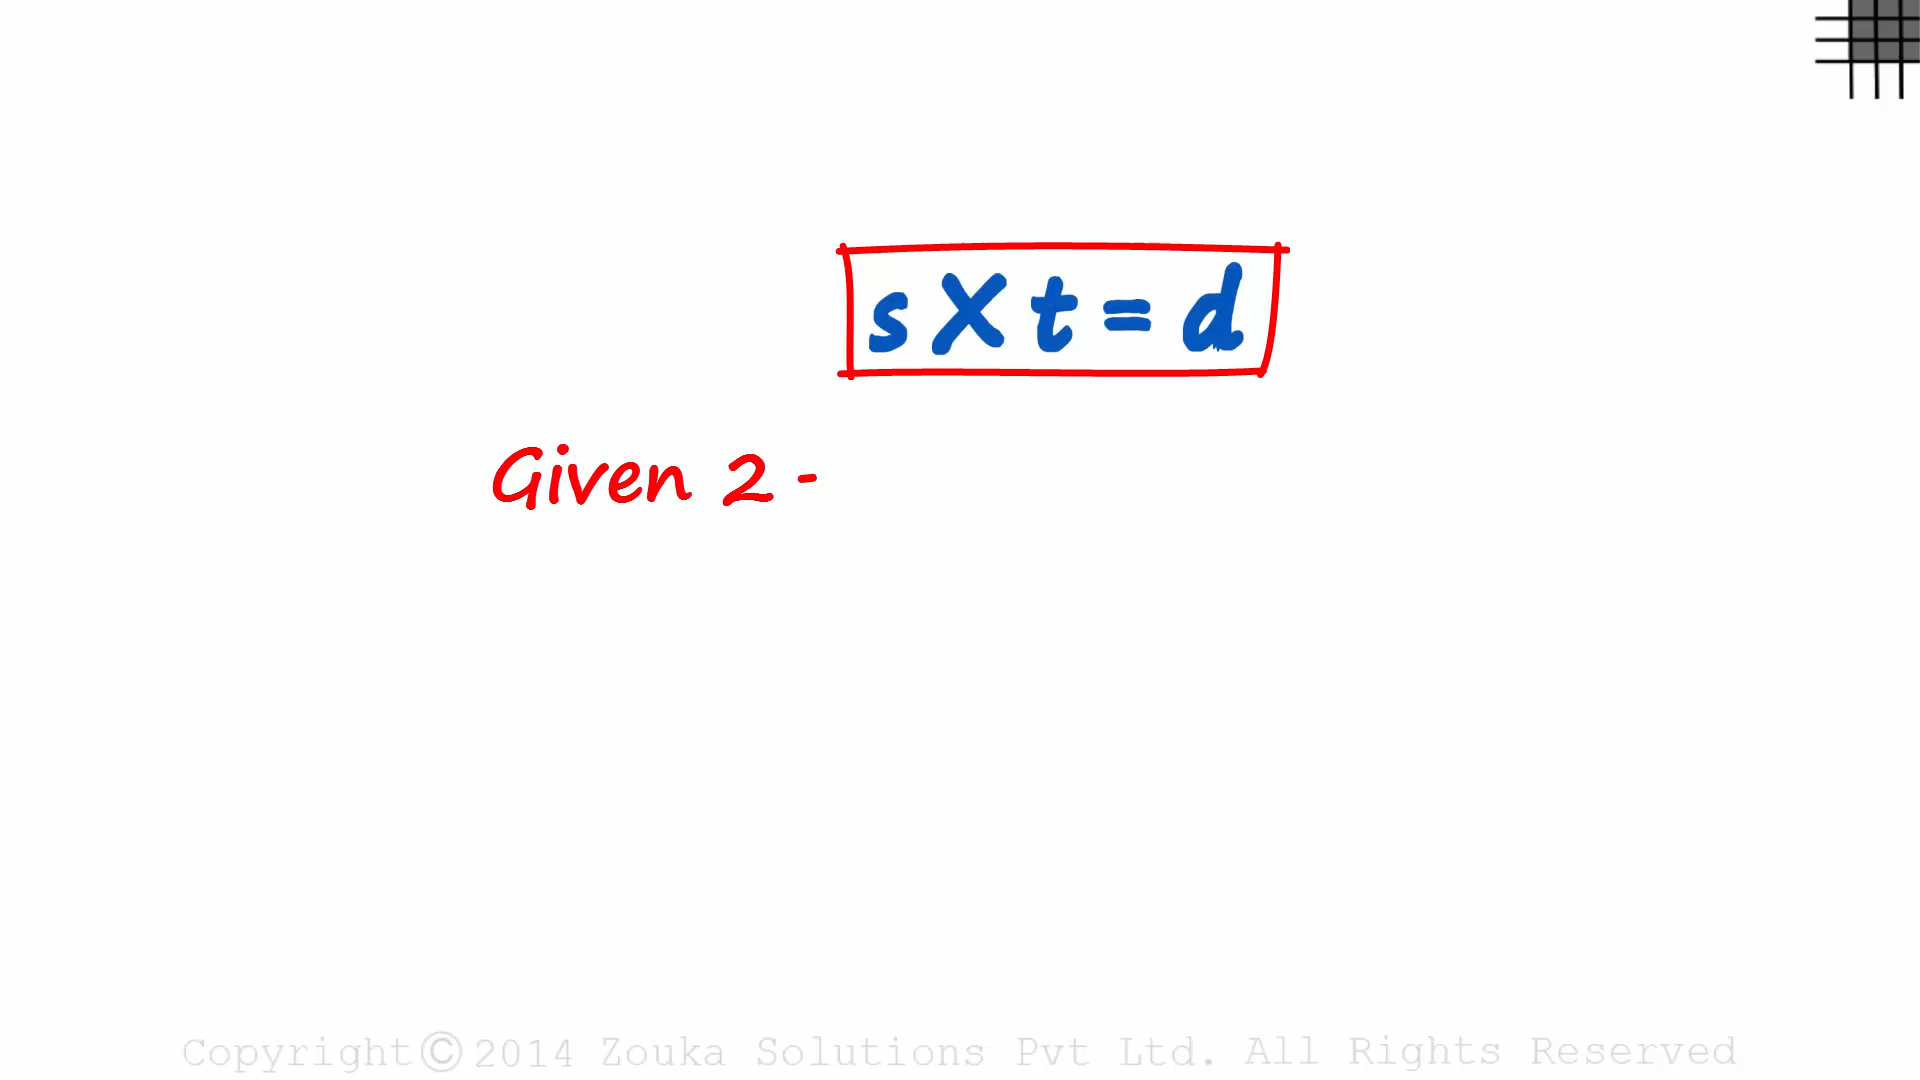 s X t = d
Given 2 -
Copyright©2014 Zouka Solutions Pvt Ltd. All Rights Reserved